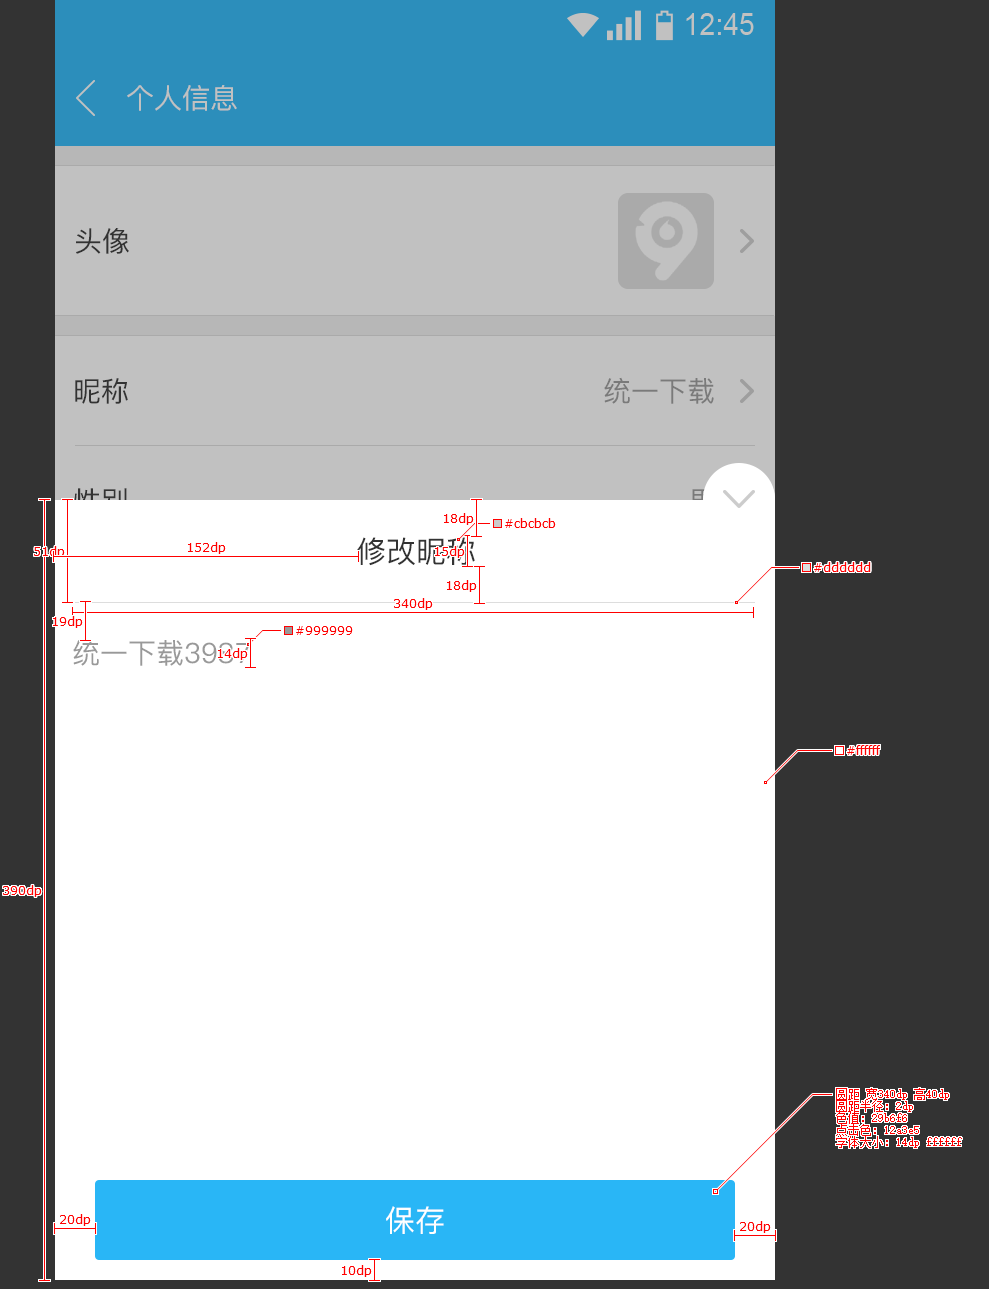 12:45
个人信息
头像
昵称
统一下载
性别
18dp
#cbcbcb
51dp
152dp
修改昵称
15dp
#dddddd
18dp
340dp
19dp
#999999
统一下载3937
14dp
#ffffff
390dp
圆距 宽340dp 高40dp
圆距半径：2dp
色值：29b6f6
点击色：12a3e5
字体大小：14dp ffffff
保存
20dp
20dp
10dp